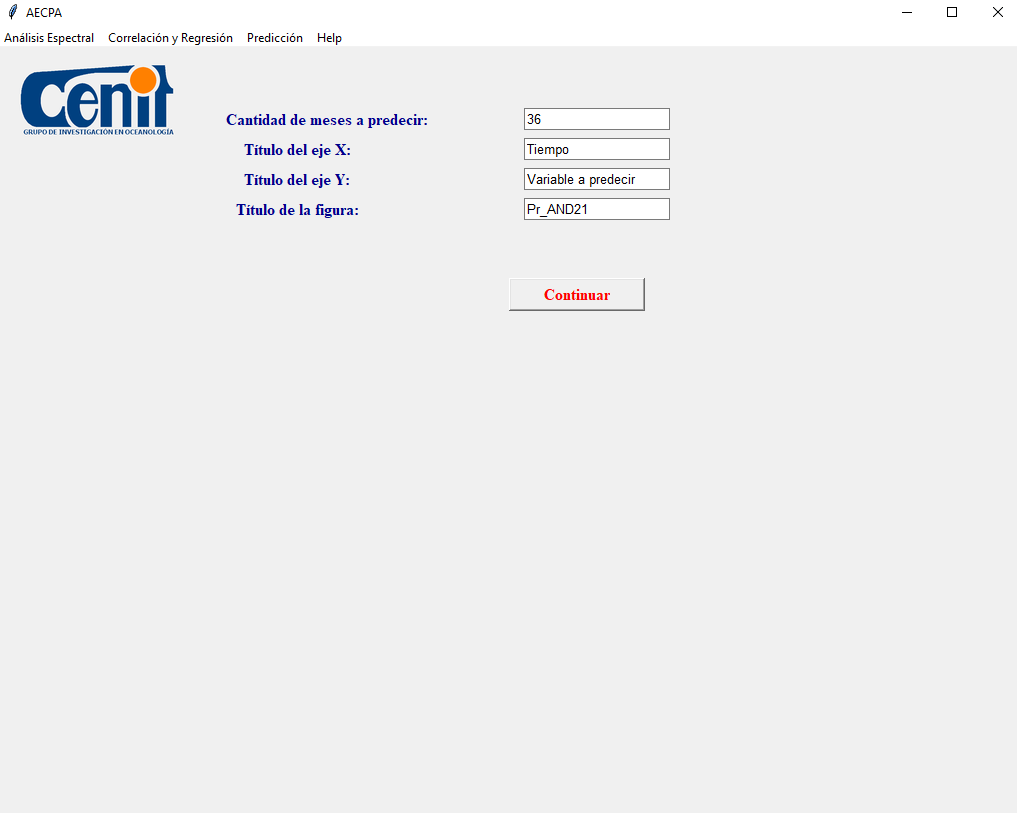 AECPA
Análisis Espectral Correlación y Regresión Predicción Help
cenit
GRUPO DE INVESTIGACIÓN EN OCEANOLOGÍA
Cantidad de meses a predecir: 36
Título del eje X: Tiempo
Título del eje Y: Variable a predecir
Título de la figura: Pr_AND21
Continuar